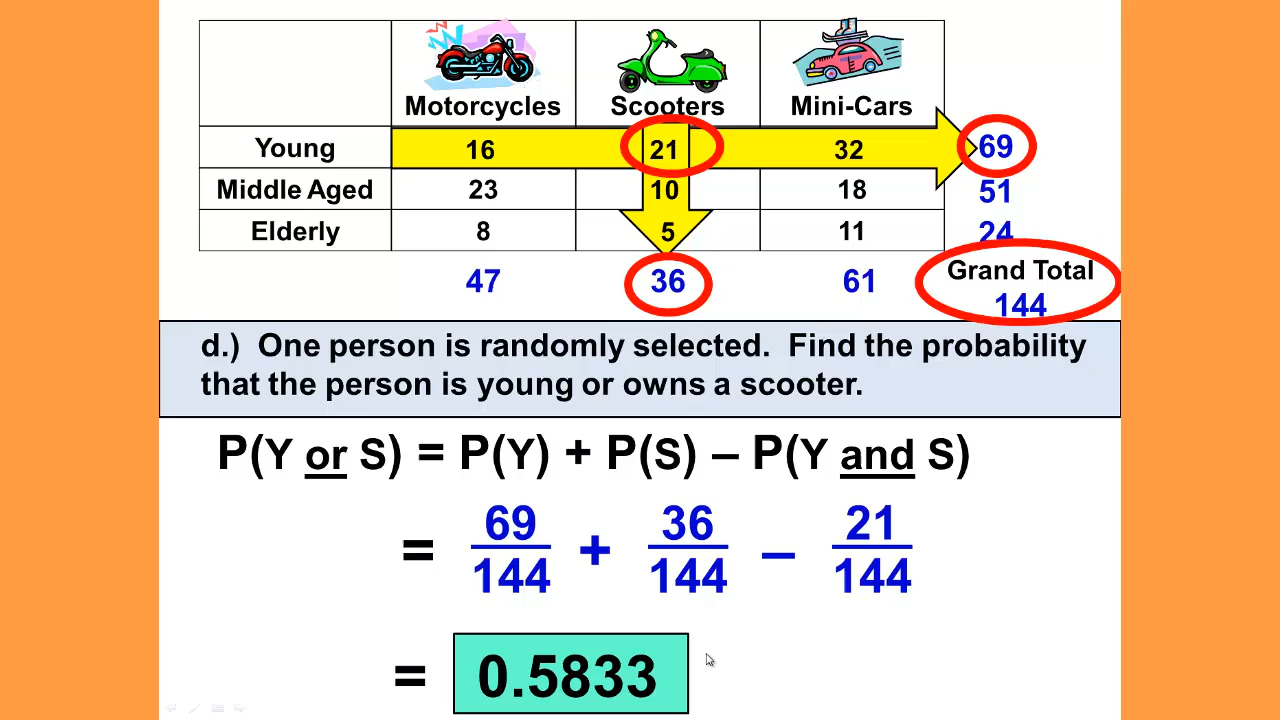 Motorcycles Scooters Mini-Cars
Young 16 21 32 69
Middle Aged 23 10 18 51
Elderly 8 5 11 24
47 36 61
Grand Total
144
d.) One person is randomly selected. Find the probability
that the person is young or owns a scooter.
P(Y or S) = P(Y) + P(S) – P(Y and S)
= 69/144 + 36/144 – 21/144
= 0.5833